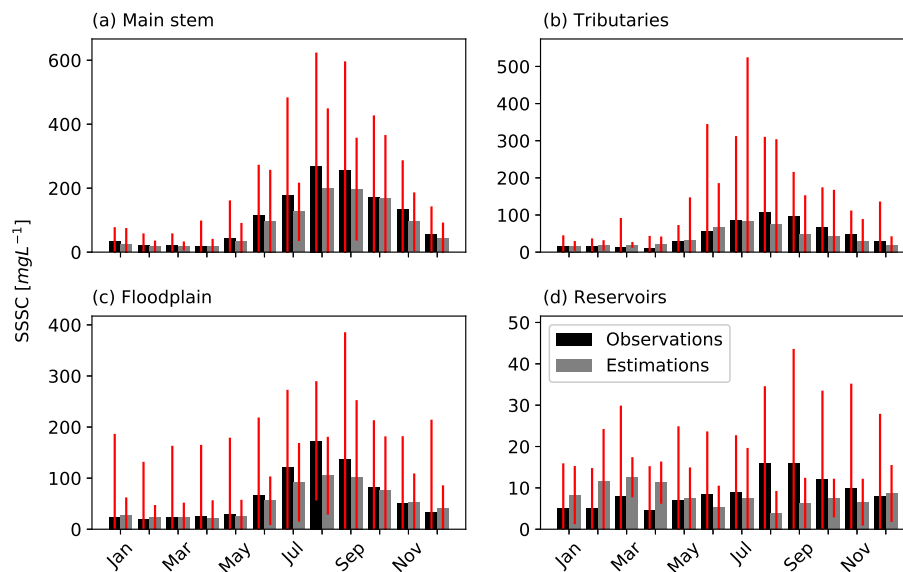 (a) Main stem
(b) Tributaries
600
400
200
0
500
400
300
200
100
0
SSSC [mgL⁻¹]
(c) Floodplain
(d) Reservoirs
400
300
200
100
0
50
40
30
20
10
0
Observations
Estimations
Jan Mar May Jul Sep Nov
Jan Mar May Jul Sep Nov